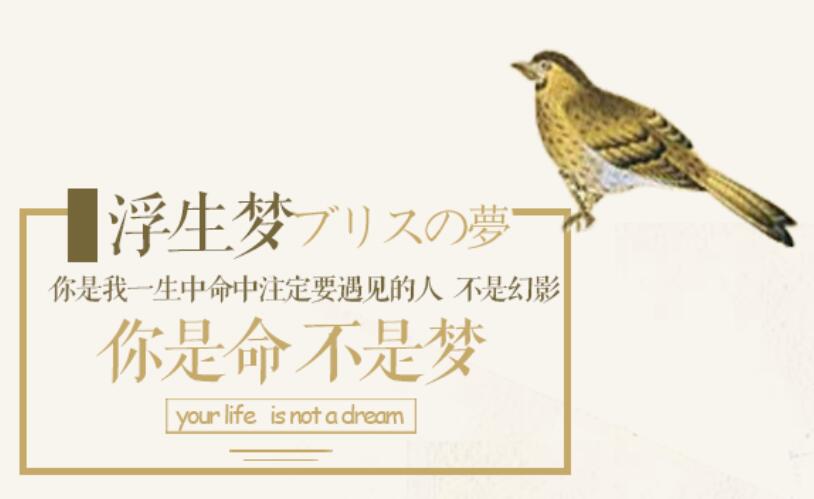 浮生梦ブリスの夢
你是我一生中命中注定要遇见的人 不是幻影
你是命 不是梦
your life is not a dream